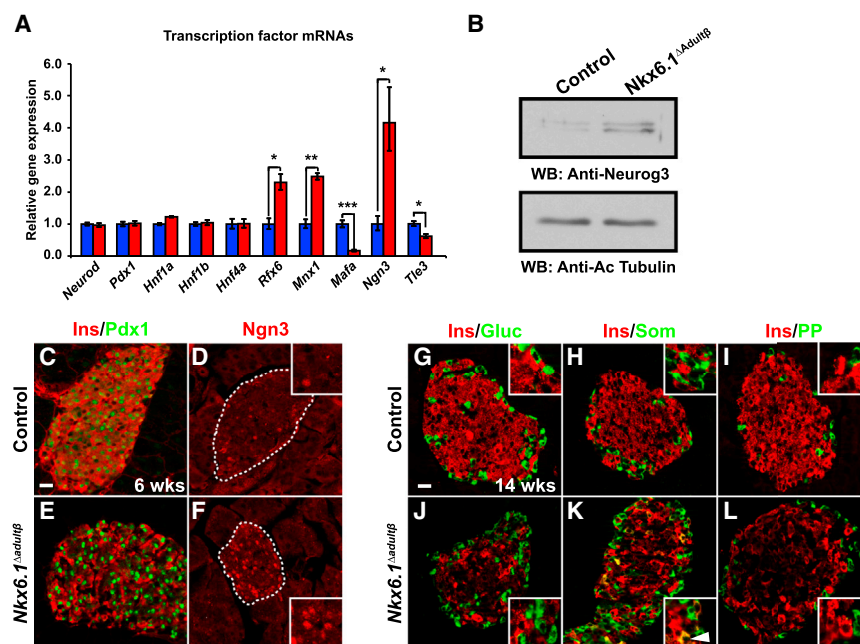 A
Transcription factor mRNAs
Relative gene expression
6.0
5.0
4.0
3.0
2.0
1.0
0.0
*
**
***
*
*
Neurod
Pdx1
Hnf1a
Hnf1b
Hnf4a
Rfx6
Mnx1
Mafa
Ngn3
Tle3
B
Control
Nkx6.1ΔAdultβ
WB: Anti-Neurog3
WB: Anti-Ac Tubulin
Ins/Pdx1
Ngn3
Ins/Gluc
Ins/Som
Ins/PP
Control
C
6 wks
D
Control
G
14 wks
H
I
Nkx6.1Δadultβ
E
F
Nkx6.1Δadultβ
J
K
L